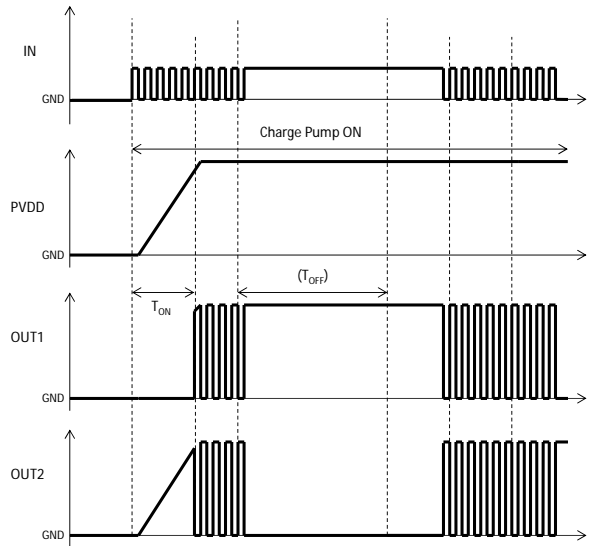 IN
GND
Charge Pump ON
PVDD
GND
(TOFF)
TON
OUT1
GND
OUT2
GND